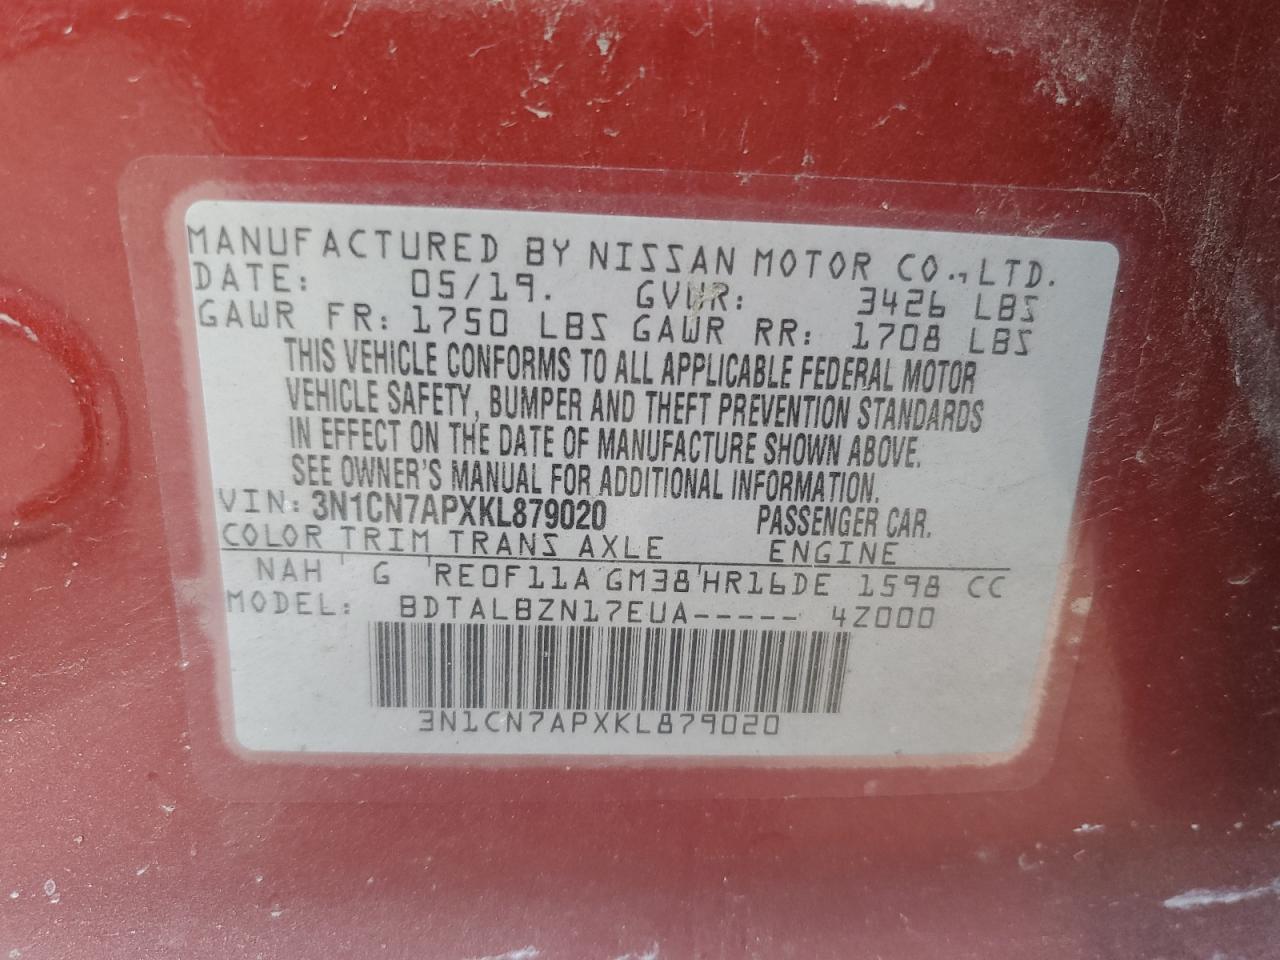 MANUFACTURED BY NISSAN MOTOR CO., LTD.
DATE: 05/19. GVWR: 3426 LBS
GAWR FR: 1750 LBS GAWR RR: 1708 LBS
THIS VEHICLE CONFORMS TO ALL APPLICABLE FEDERAL MOTOR
VEHICLE SAFETY, BUMPER AND THEFT PREVENTION STANDARDS
IN EFFECT ON THE DATE OF MANUFACTURE SHOWN ABOVE.
SEE OWNER'S MANUAL FOR ADDITIONAL INFORMATION.
VIN: 3N1CN7APXKL879020 PASSENGER CAR.
COLOR TRIM TRANS AXLE ENGINE
NAH ' G 'RE0F11A GM38'HR16DE 1598 CC
MODEL: BDTALBZN17EUA----- 4Z000
3N1CN7APXKL879020